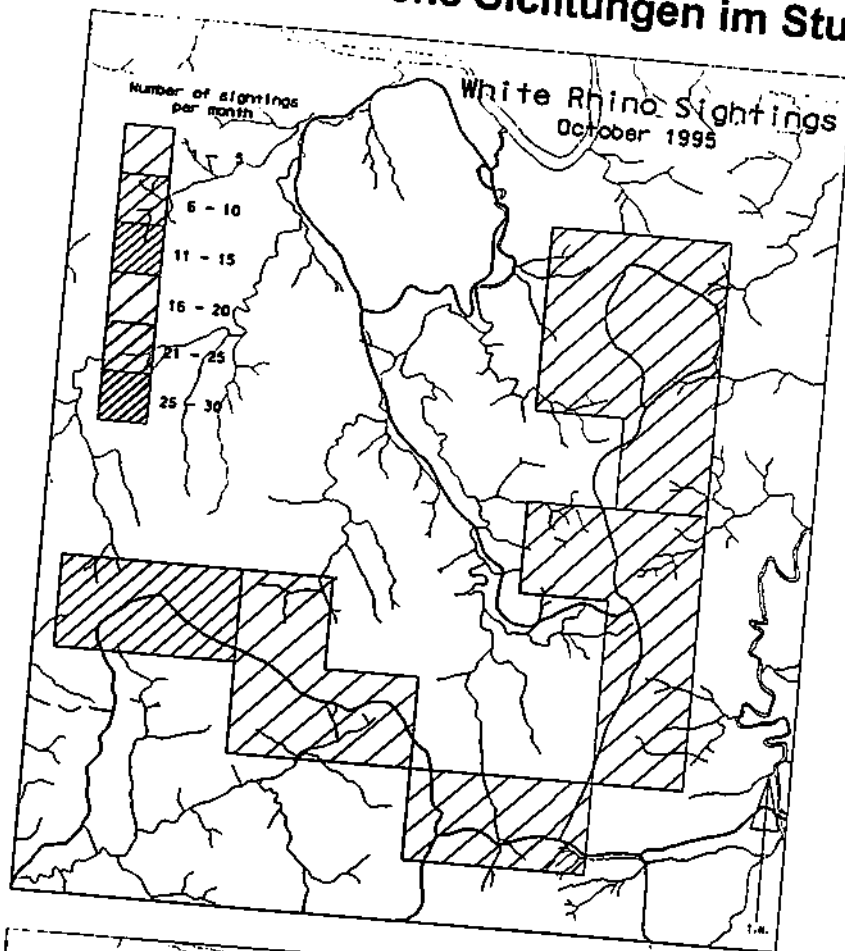 Sichtungen im Stu
White Rhino Sightings
October 1995
Number of sightings
per month
1 - 5
6 - 10
11 - 15
16 - 20
21 - 25
25 - 30